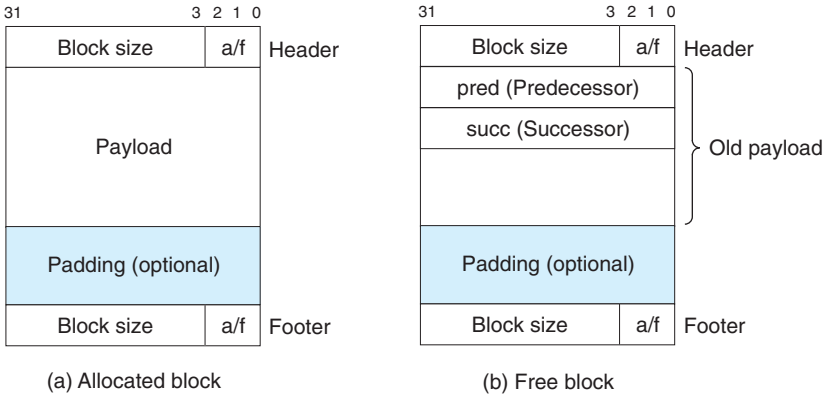 31 3 2 1 0
Block size a/f Header
Payload
Padding (optional)
Block size a/f Footer
(a) Allocated block
31 3 2 1 0
Block size a/f Header
pred (Predecessor)
succ (Successor)
Old payload
Padding (optional)
Block size a/f Footer
(b) Free block